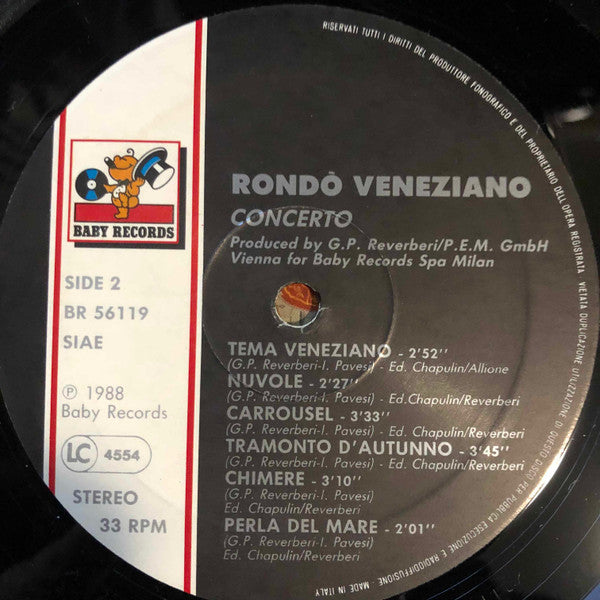 RISERVATI TUTTI I DIRITTI DEL PRODUTTORE FONOGRAFICO E DEL PROPRIETARIO DELL'OPERA REGISTRATA VIETATA DUPLICAZIONE UTILIZZAZIONE DI QUESTO DISCO PER PUBBLICA ESECUZIONE E RADIODIFFUSIONE - MADE IN ITALY
BABY RECORDS
SIDE 2
BR 56119
SIAE
℗ 1988
Baby Records
LC 4554
STEREO
33 RPM
RONDÒ VENEZIANO
CONCERTO
Produced by G.P. Reverberi/P.E.M. GmbH
Vienna for Baby Records Spa Milan
TEMA VENEZIANO - 2'52''
(G.P. Reverberi-I. Pavesi) - Ed. Chapulin/Allione
NUVOLE - 2'27''
(G.P. Reverberi-I. Pavesi) - Ed.Chapulin/Reverberi
CARROUSEL - 3'33''
(G.P. Reverberi-I. Pavesi) - Ed. Chapulin/Reverberi
TRAMONTO D'AUTUNNO - 3'45''
(G.P. Reverberi-I. Pavesi) - Ed. Chapulin/Reverberi
CHIMERE - 3'10''
(G.P. Reverberi-I. Pavesi)
Ed. Chapulin/Reverberi
PERLA DEL MARE - 2'01''
(G.P. Reverberi-I. Pavesi)
Ed. Chapulin/Reverberi